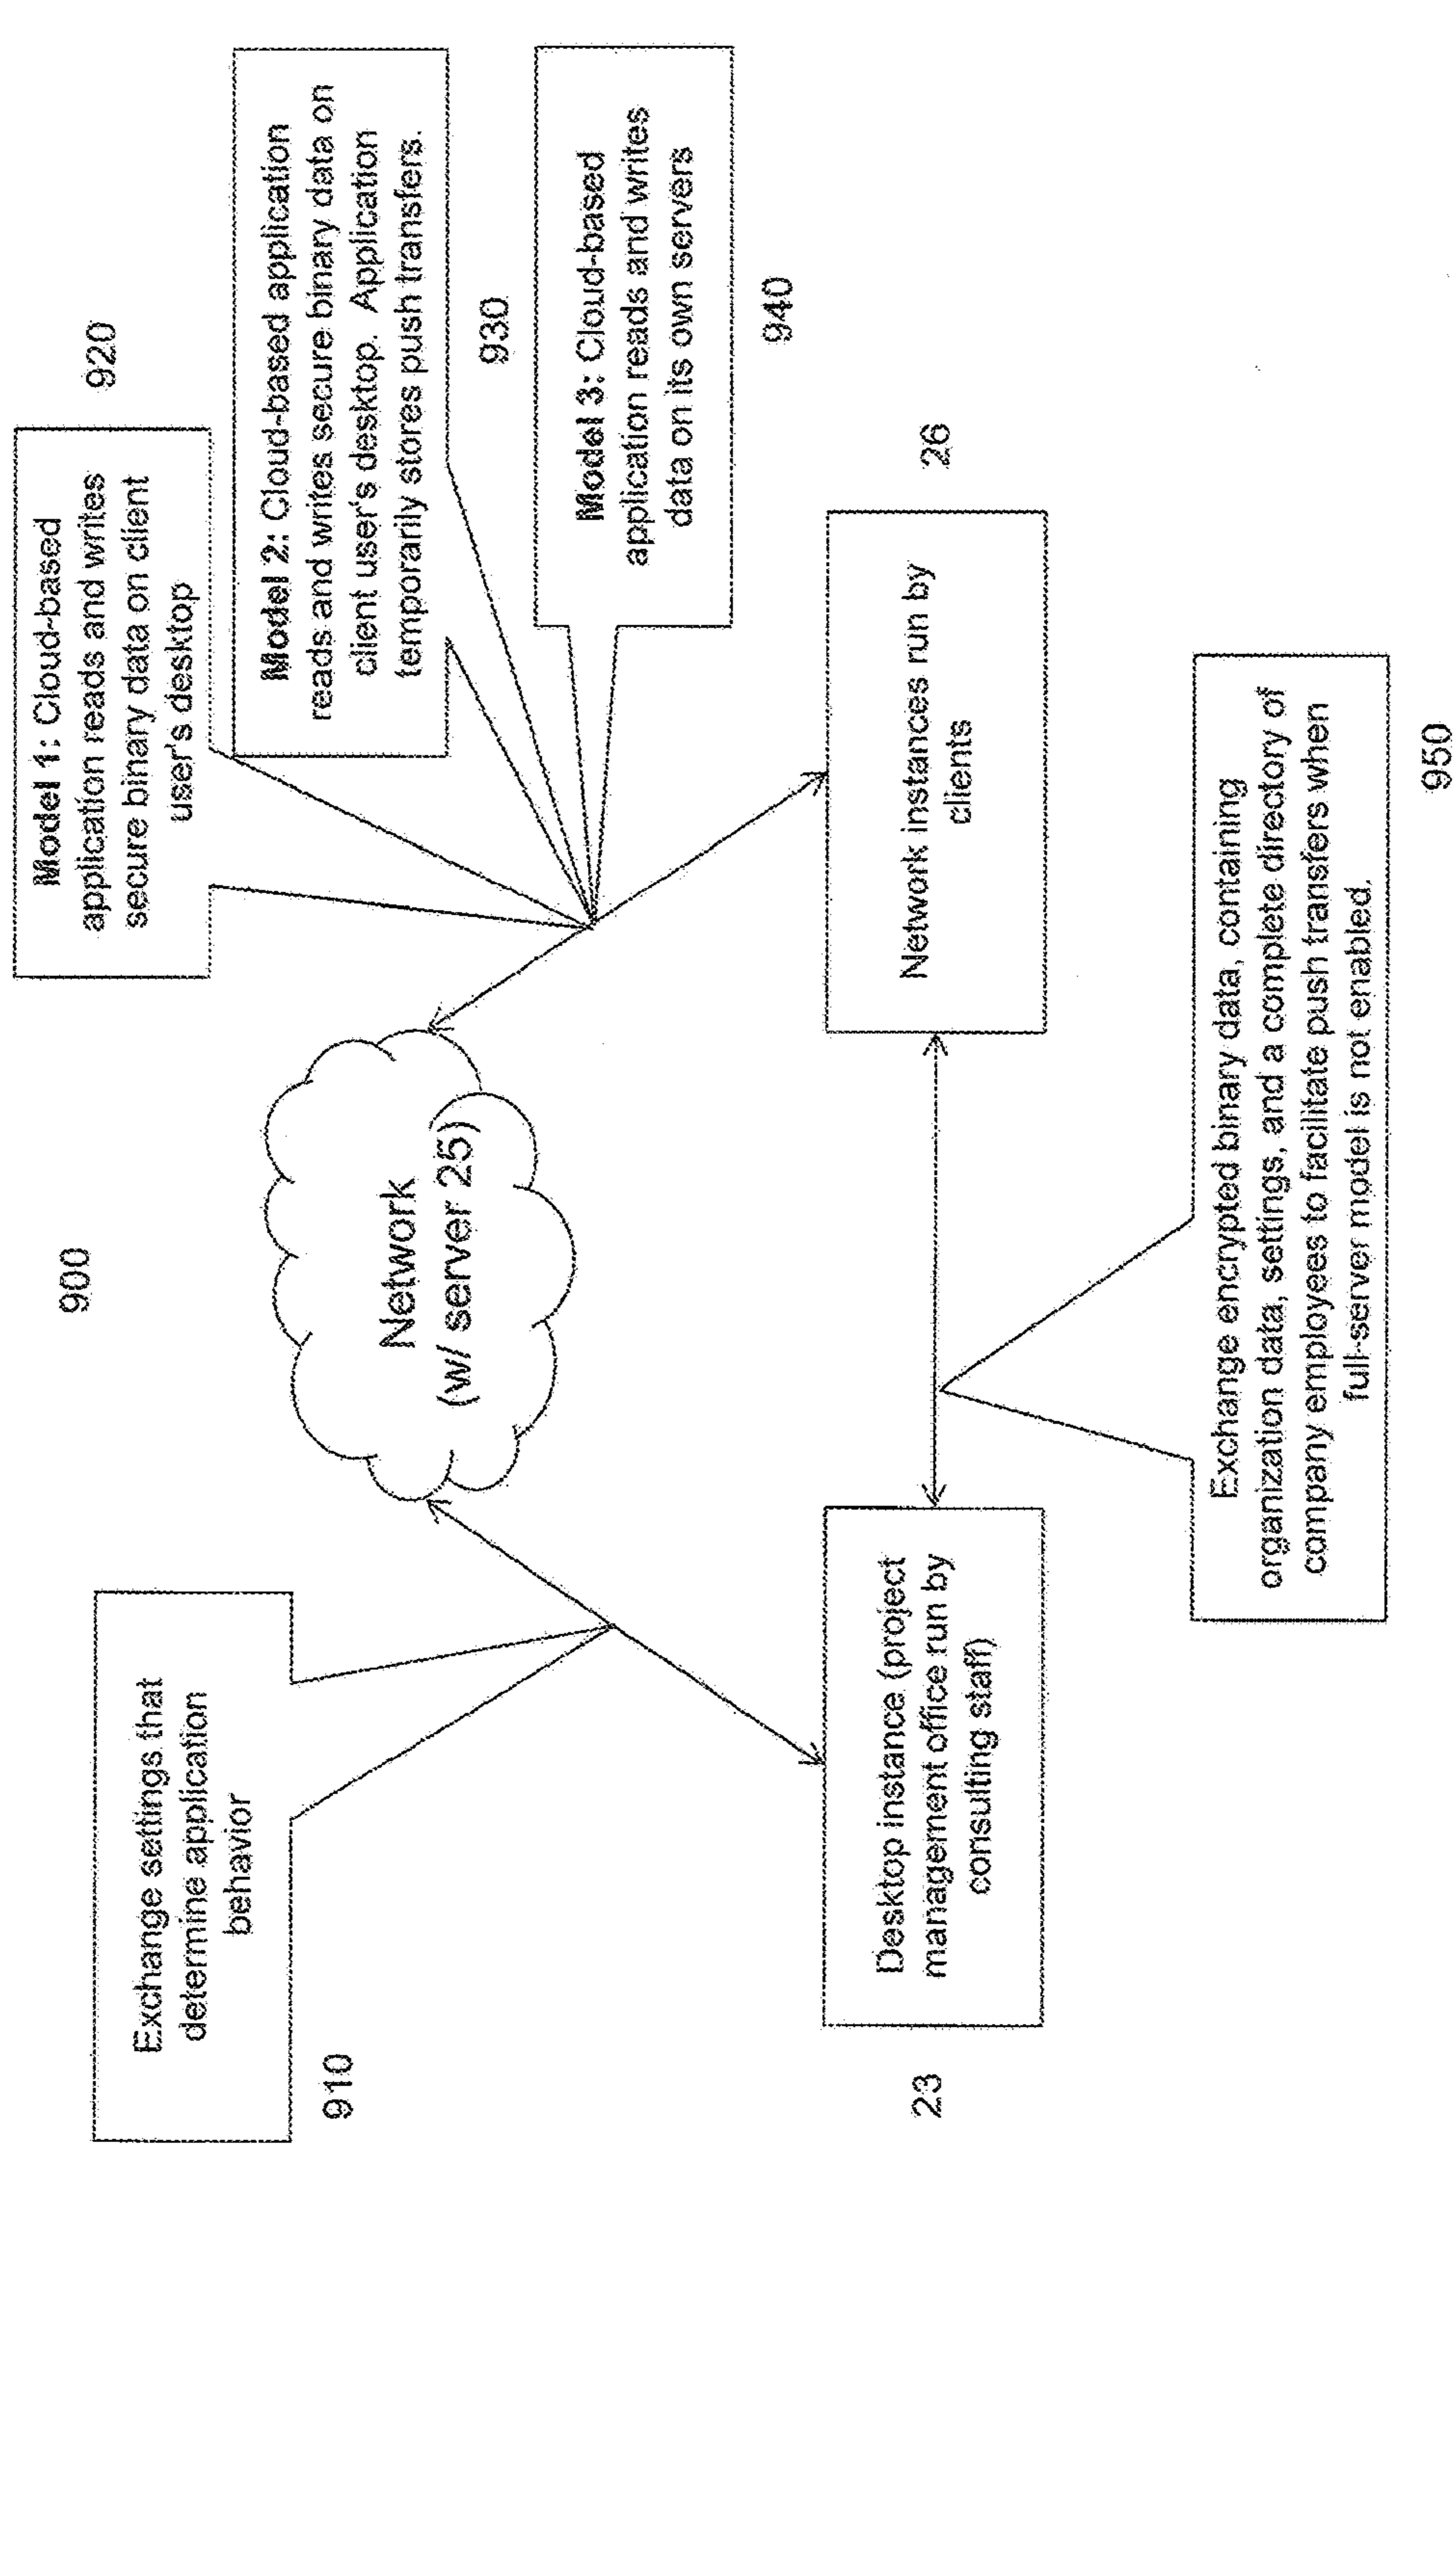 900
Exchange settings that
determine application
behavior
910
Network
(w/ server 25)
Model 1: Cloud-based
application reads and writes
secure binary data on client
user's desktop
920
Model 2: Cloud-based application
reads and writes secure binary data on
client user's desktop. Application
temporarily stores push transfers.
930
Model 3: Cloud-based
application reads and writes
data on its own servers
940
23
Desktop instance (project
management office run by
consulting staff)
Network instances run by
clients
26
Exchange encrypted binary data, containing
organization data, settings, and a complete directory of
company employees to facilitate push transfers when
full-server model is not enabled.
950